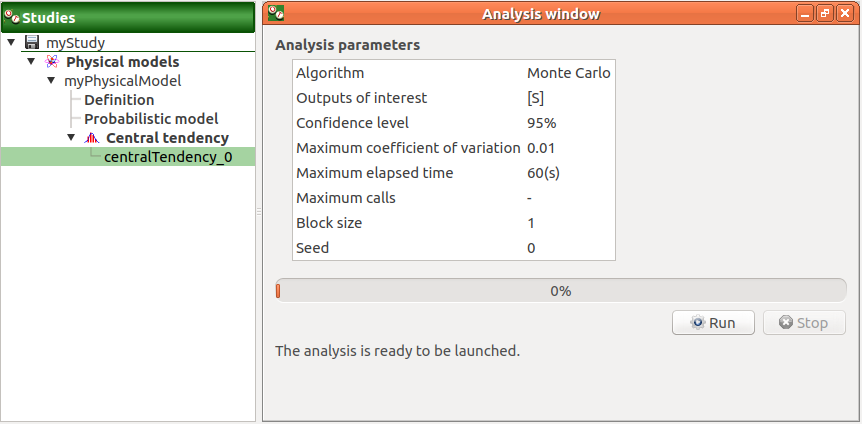 Studies
myStudy
Physical models
myPhysicalModel
Definition
Probabilistic model
Central tendency
centralTendency_0
Analysis window
Analysis parameters
Algorithm Monte Carlo
Outputs of interest [S]
Confidence level 95%
Maximum coefficient of variation 0.01
Maximum elapsed time 60(s)
Maximum calls -
Block size 1
Seed 0
0%
Run Stop
The analysis is ready to be launched.